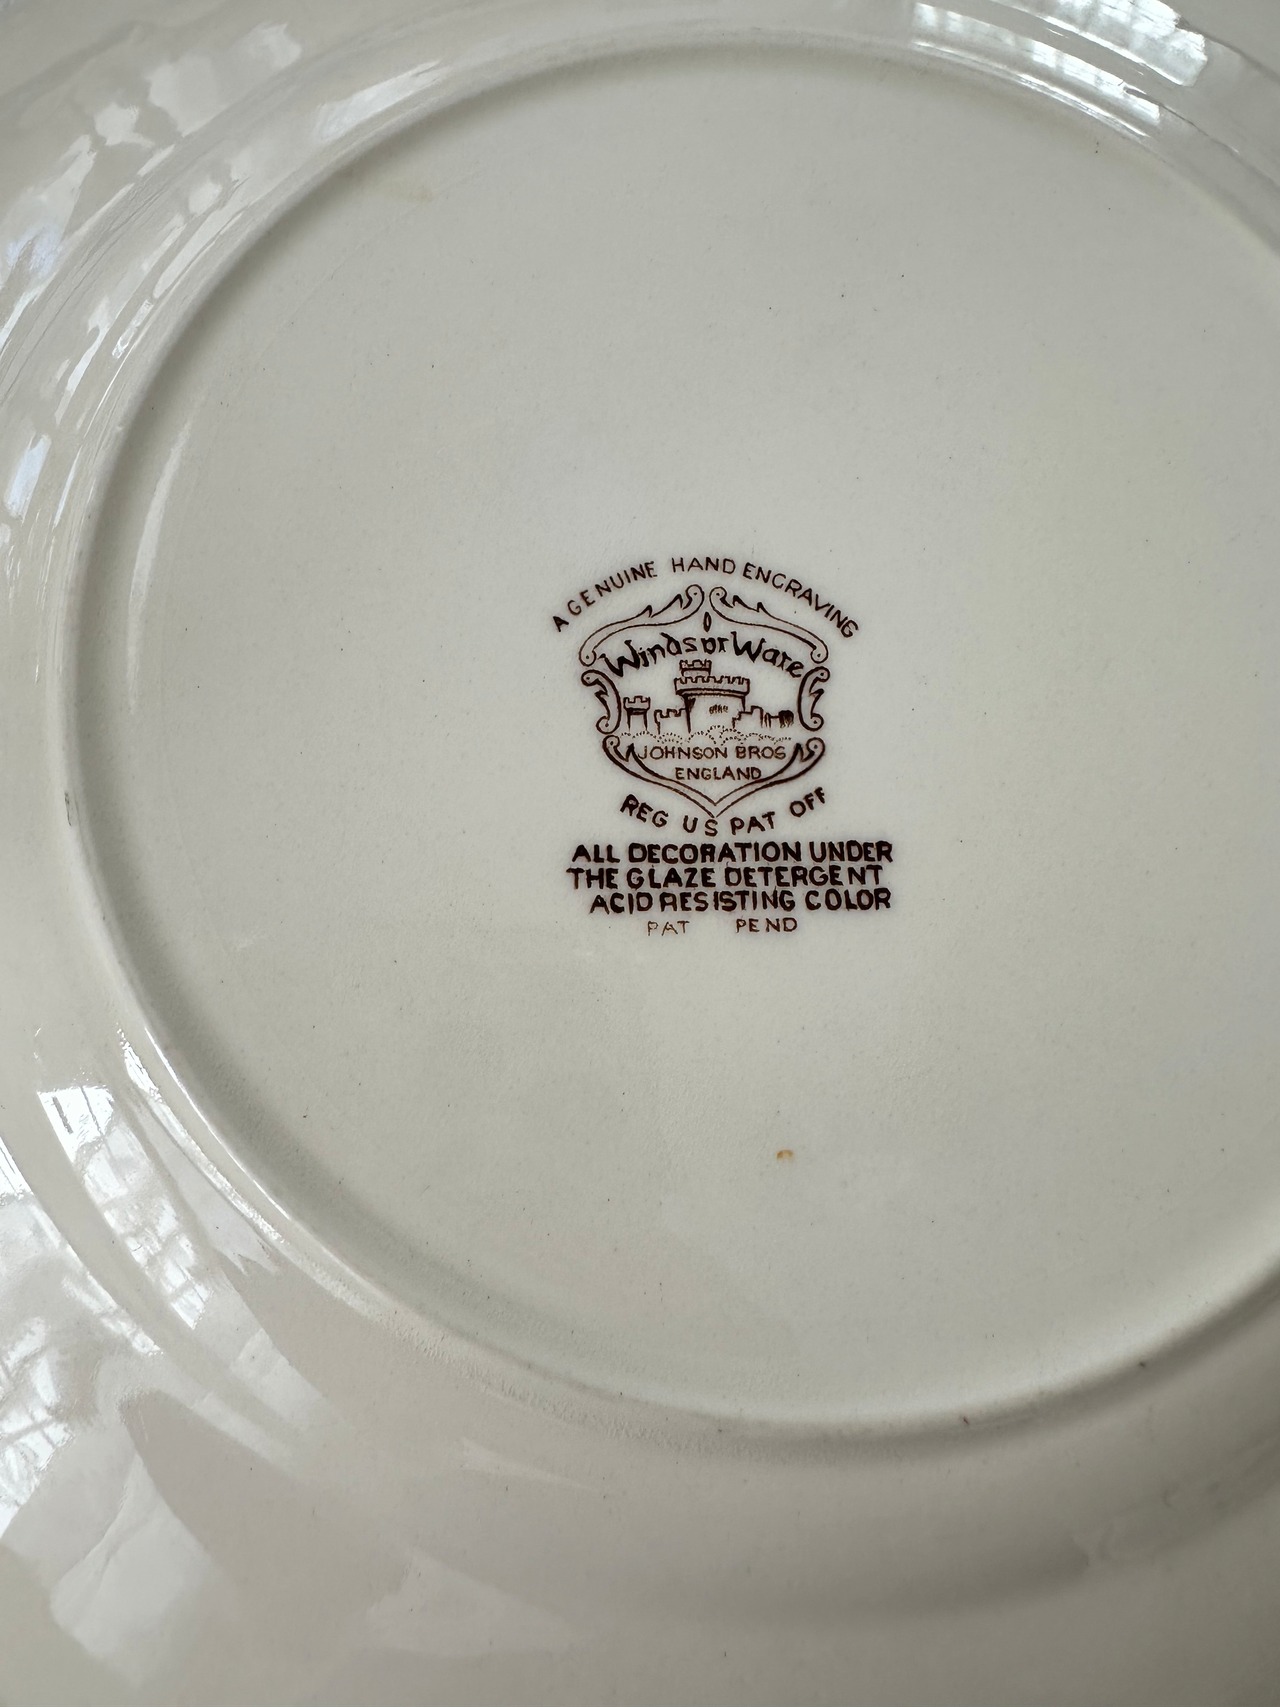 A GENUINE HAND ENGRAVING
Windsor Ware
JOHNSON BROS
ENGLAND
REG US PAT OFF
ALL DECORATION UNDER
THE GLAZE DETERGENT
ACID RESISTING COLOR
PAT PEND